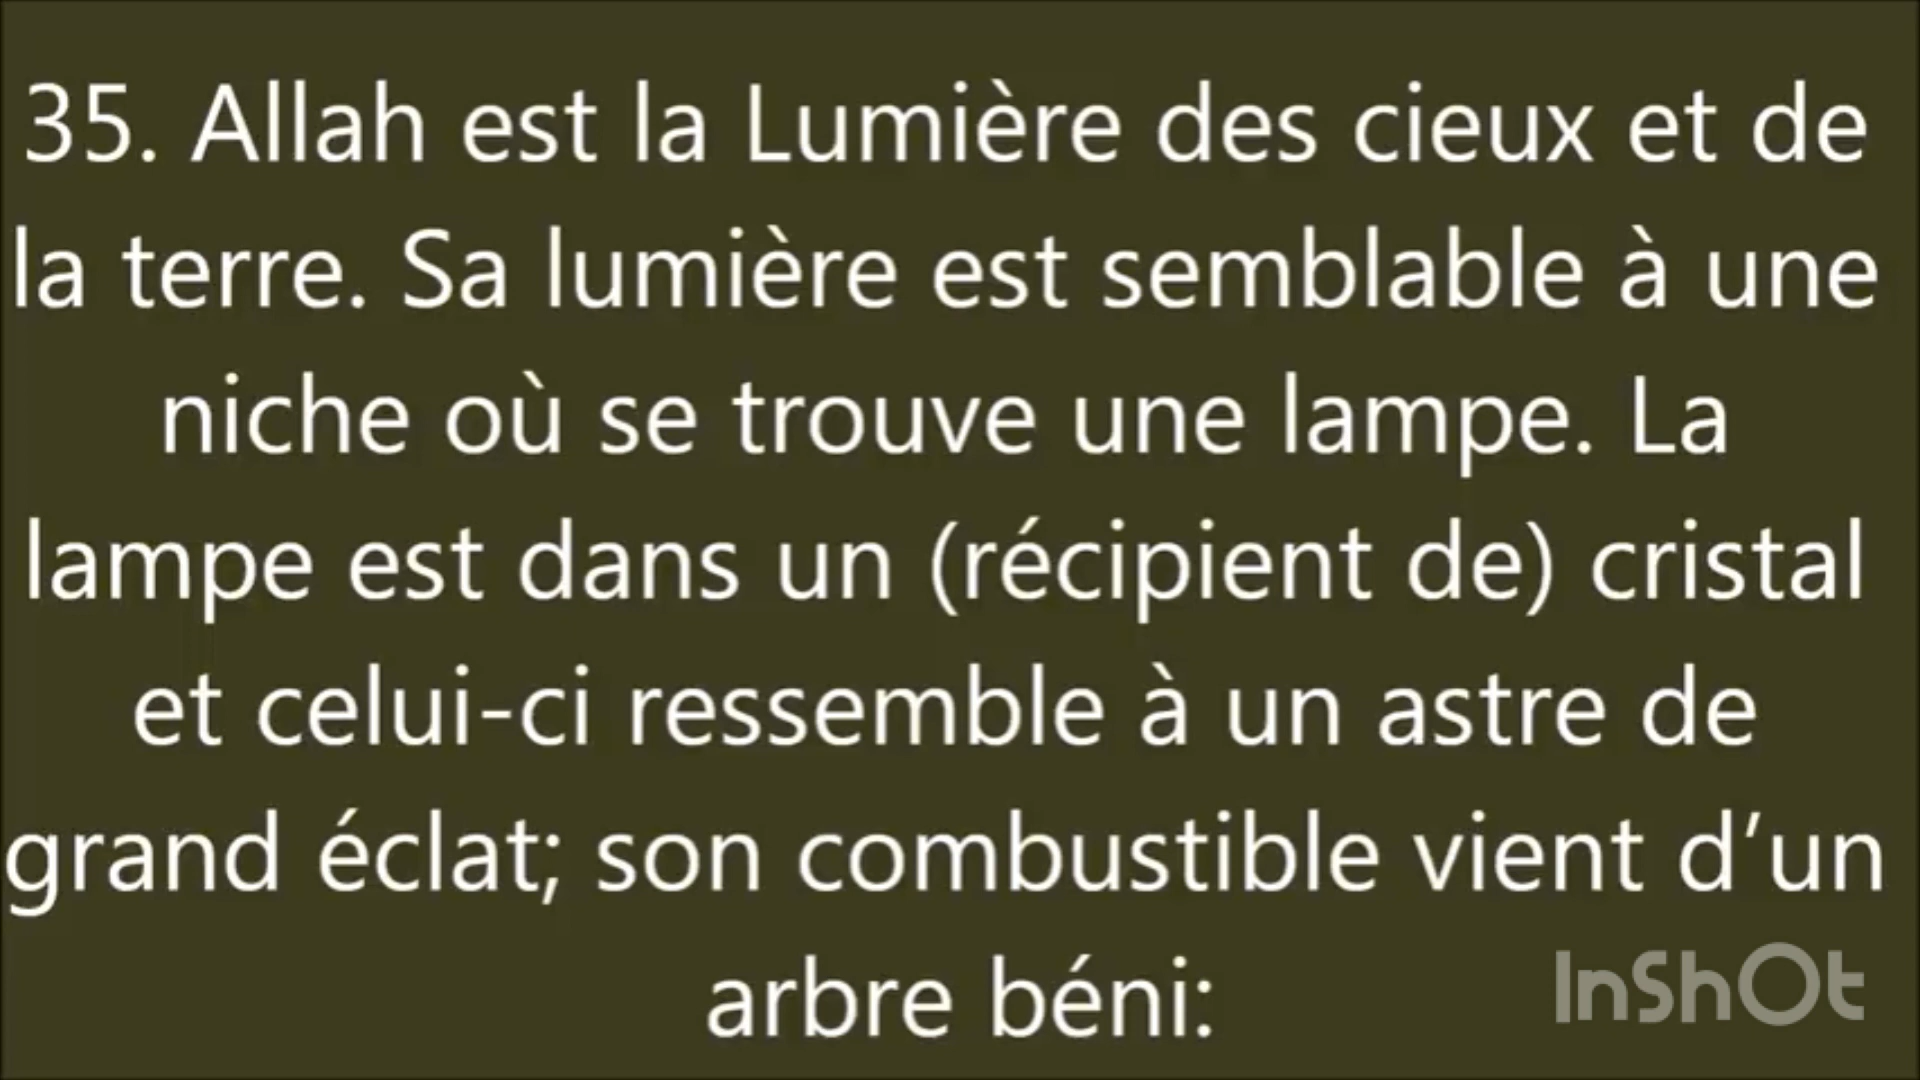 35. Allah est la Lumière des cieux et de
la terre. Sa lumière est semblable à une
niche où se trouve une lampe. La
lampe est dans un (récipient de) cristal
et celui-ci ressemble à un astre de
grand éclat; son combustible vient d’un
arbre béni:
InShOt